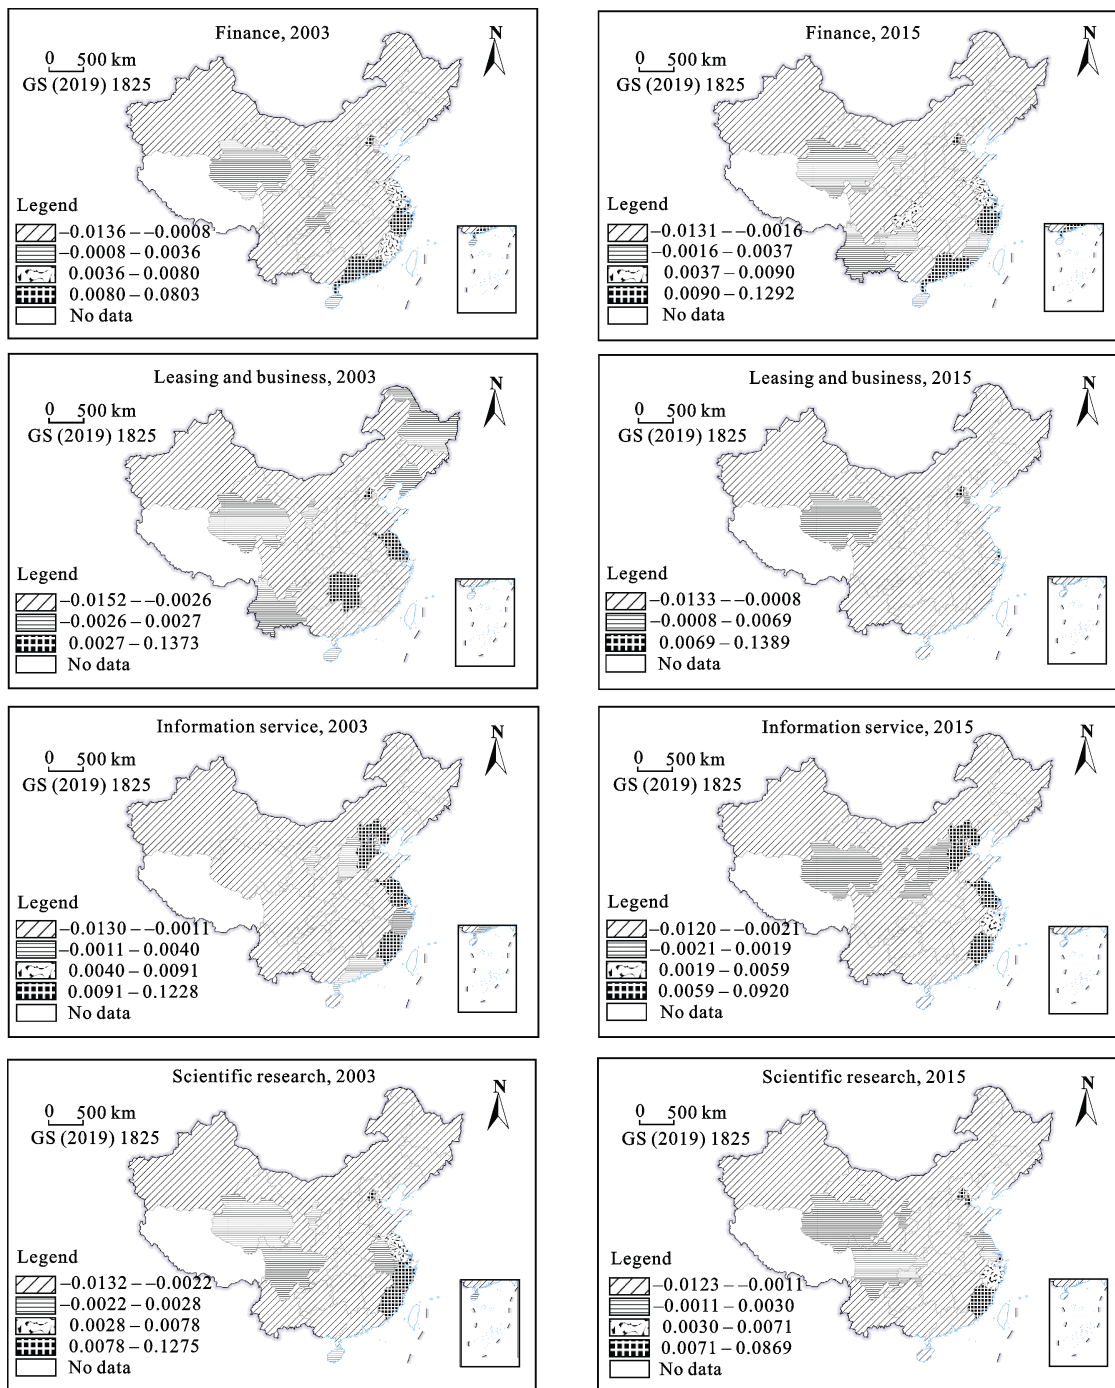 Finance, 2003
N
0 500 km
GS (2019) 1825
Legend
−0.0136 – −0.0008
−0.0008 – 0.0036
0.0036 – 0.0080
0.0080 – 0.0803
No data
Finance, 2015
N
0 500 km
GS (2019) 1825
Legend
−0.0131 – −0.0016
−0.0016 – 0.0037
0.0037 – 0.0090
0.0090 – 0.1292
No data
Leasing and business, 2003
N
0 500 km
GS (2019) 1825
Legend
−0.0152 – −0.0026
−0.0026 – 0.0027
0.0027 – 0.1373
No data
Leasing and business, 2015
N
0 500 km
GS (2019) 1825
Legend
−0.0133 – −0.0008
−0.0008 – 0.0069
0.0069 – 0.1389
No data
Information service, 2003
N
0 500 km
GS (2019) 1825
Legend
−0.0130 – −0.0011
−0.0011 – 0.0040
0.0040 – 0.0091
0.0091 – 0.1228
No data
Information service, 2015
N
0 500 km
GS (2019) 1825
Legend
−0.0120 – −0.0021
−0.0021 – 0.0019
0.0019 – 0.0059
0.0059 – 0.0920
No data
Scientific research, 2003
N
0 500 km
GS (2019) 1825
Legend
−0.0132 – −0.0022
−0.0022 – 0.0028
0.0028 – 0.0078
0.0078 – 0.1275
No data
Scientific research, 2015
N
0 500 km
GS (2019) 1825
Legend
−0.0123 – −0.0011
−0.0011 – 0.0030
0.0030 – 0.0071
0.0071 – 0.0869
No data